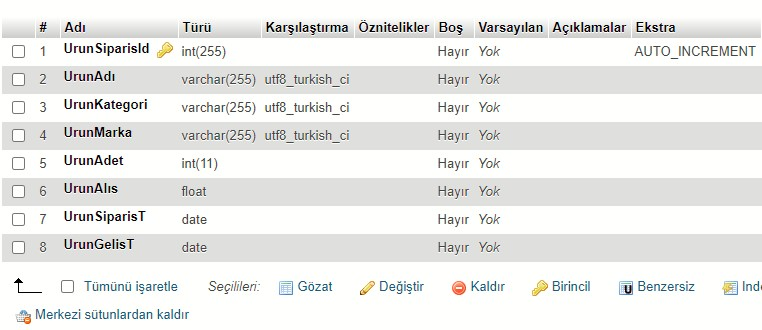 # Adı Türü Karşılaştırma Öznitelikler Boş Varsayılan Açıklamalar Ekstra
1 UrunSiparisId int(255) Hayır Yok AUTO_INCREMENT
2 UrunAdı varchar(255) utf8_turkish_ci Hayır Yok
3 UrunKategori varchar(255) utf8_turkish_ci Hayır Yok
4 UrunMarka varchar(255) utf8_turkish_ci Hayır Yok
5 UrunAdet int(11) Hayır Yok
6 UrunAlıs float Hayır Yok
7 UrunSiparisT date Hayır Yok
8 UrunGelisT date Hayır Yok
Tümünü işaretle Seçilileri: Gözat Değiştir Kaldır Birincil Benzersiz Inde
Merkezi sütunlardan kaldır